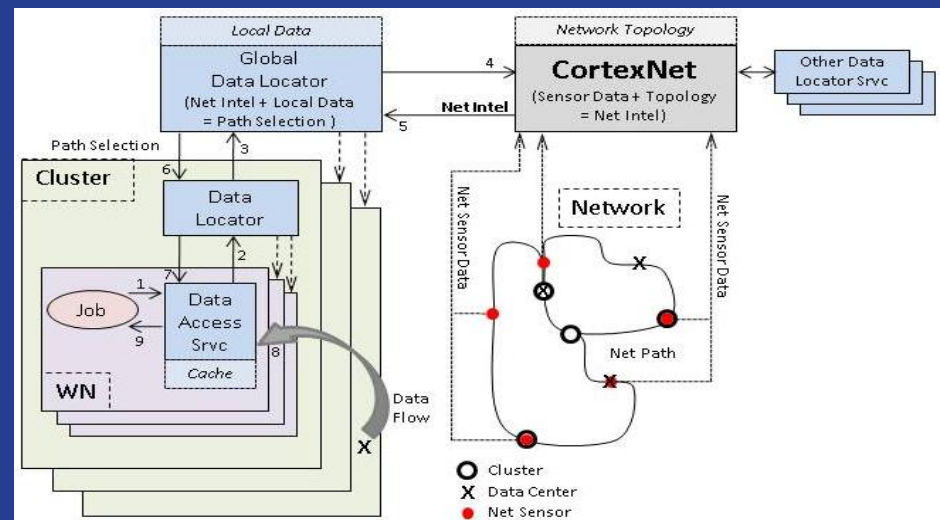 Local Data
Global
Data Locator
(Net Intel + Local Data
= Path Selection )
4
Net Intel
5
Network Topology
CortexNet
(Sensor Data + Topology
= Net Intel)
Other Data
Locator Srvc
Path Selection
6
3
Cluster
Data
Locator
7
2
1
Job
9
Data
Access
Srvc
Cache
8
WN
Data
Flow
X
Net Sensor Data
Network
Net Sensor Data
X
X
Net Path
X
Cluster
X Data Center
Net Sensor